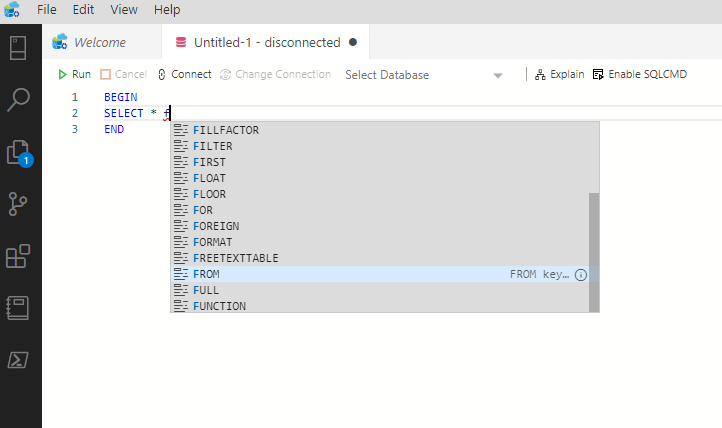 File Edit View Help
Welcome Untitled-1 - disconnected
Run Cancel Connect Change Connection Select Database Explain Enable SQLCMD
1 BEGIN
2 SELECT * f
3 END
FILLFACTOR
FILTER
FIRST
FLOAT
FLOOR
FOR
FOREIGN
FORMAT
FREETEXTTABLE
FROM FROM key…
FULL
FUNCTION
1